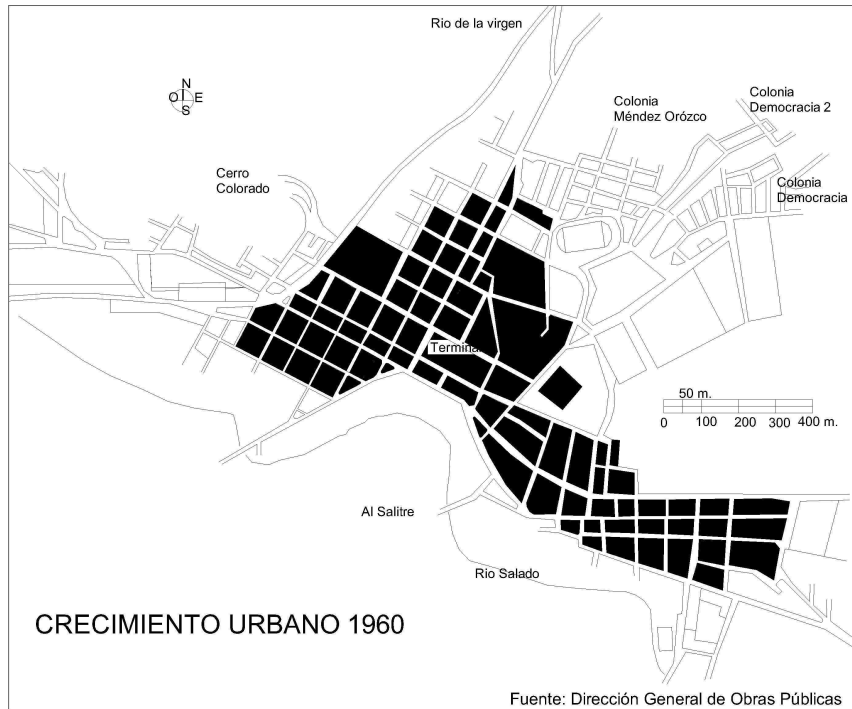 Rio de la virgen
N
O E
S
Colonia
Méndez Orózco
Colonia
Democracia 2
Cerro
Colorado
Colonia
Democracia
Termina
50 m.
0 100 200 300 400 m.
Al Salitre
Rio Salado
CRECIMIENTO URBANO 1960
Fuente: Dirección General de Obras Públicas